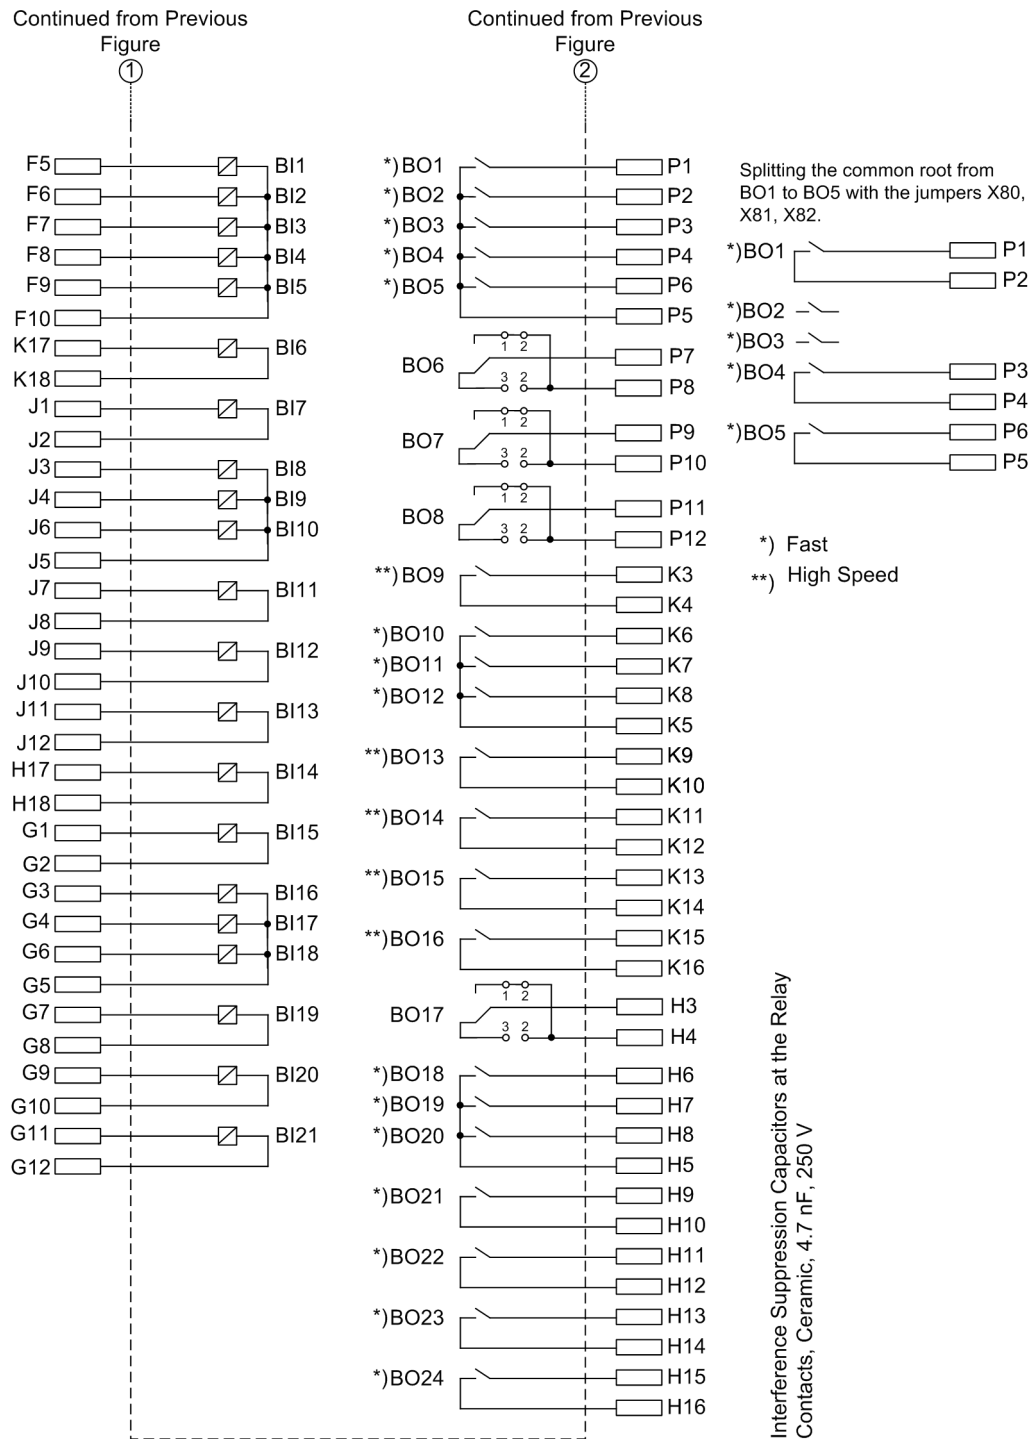 Continued from Previous
Figure
1
F5 BI1
F6 BI2
F7 BI3
F8 BI4
F9 BI5
F10
K17 BI6
K18
J1 BI7
J2
J3 BI8
J4 BI9
J6 BI10
J5
J7 BI11
J8
J9 BI12
J10
J11 BI13
J12
H17 BI14
H18
G1 BI15
G2
G3 BI16
G4 BI17
G6 BI18
G5
G7 BI19
G8
G9 BI20
G10
G11 BI21
G12
Continued from Previous
Figure
2
*)BO1 P1
*)BO2 P2
*)BO3 P3
*)BO4 P4
*)BO5 P6
P5
1 2
BO6 P7
3 2 P8
1 2
BO7 P9
3 2 P10
1 2
BO8 P11
3 2 P12
**)BO9 K3
K4
*)BO10 K6
*)BO11 K7
*)BO12 K8
K5
**)BO13 K9
K10
**)BO14 K11
K12
**)BO15 K13
K14
**)BO16 K15
K16
1 2
BO17 H3
3 2 H4
*)BO18 H6
*)BO19 H7
*)BO20 H8
H5
*)BO21 H9
H10
*)BO22 H11
H12
*)BO23 H13
H14
*)BO24 H15
H16
Splitting the common root from
BO1 to BO5 with the jumpers X80,
X81, X82.
*)BO1 P1
P2
*)BO2
*)BO3
*)BO4 P3
P4
*)BO5 P6
P5
*) Fast
**) High Speed
Interference Suppression Capacitors at the Relay
Contacts, Ceramic, 4.7 nF, 250 V